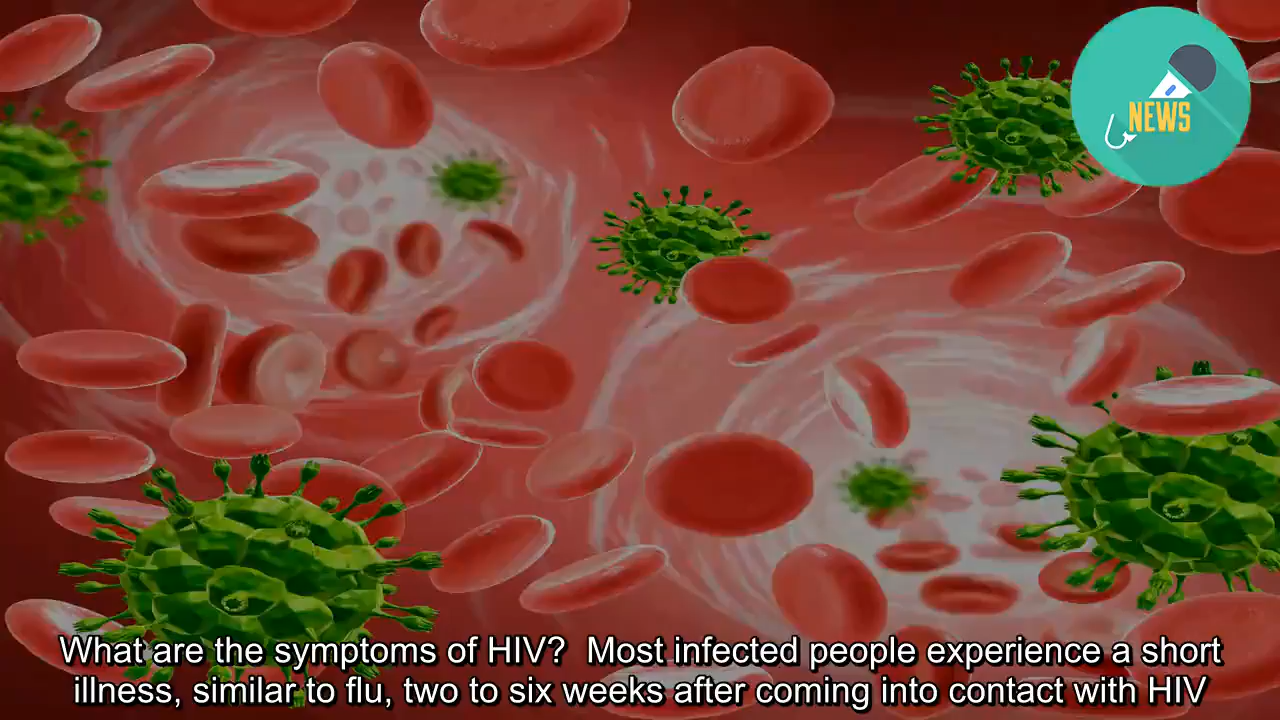 NEWS
What are the symptoms of HIV?  Most infected people experience a short
illness, similar to flu, two to six weeks after coming into contact with HIV